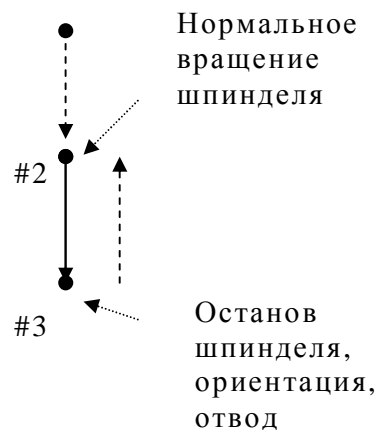 Нормальное
вращение
шпинделя
#2
#3
Останов
шпинделя,
ориентация,
отвод